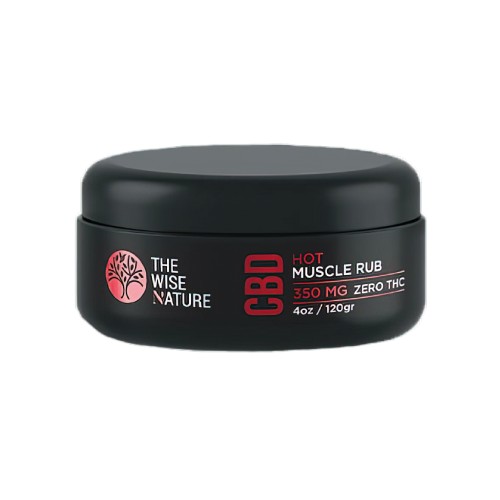 THE
WISE
NATURE
CBD
HOT
MUSCLE RUB
350 MG ZERO THC
4oz / 120gr